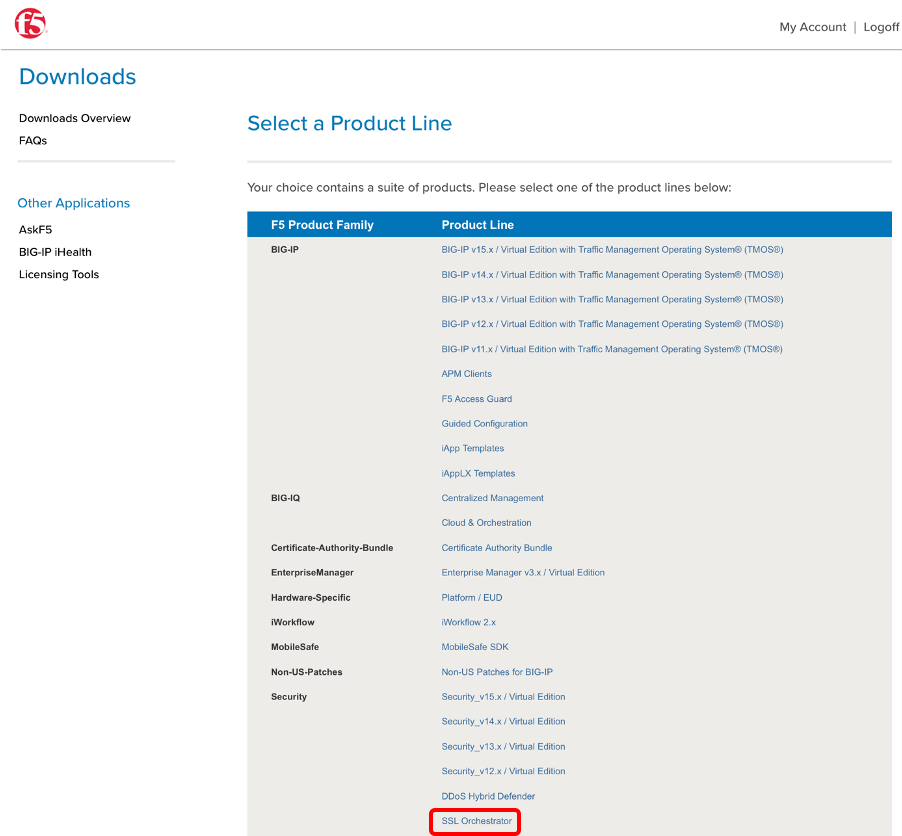 f5
My Account | Logoff
Downloads
Downloads Overview
FAQs
Other Applications
AskF5
BIG-IP iHealth
Licensing Tools
Select a Product Line
Your choice contains a suite of products. Please select one of the product lines below:
F5 Product Family Product Line
BIG-IP BIG-IP v15.x / Virtual Edition with Traffic Management Operating System® (TMOS®)
BIG-IP v14.x / Virtual Edition with Traffic Management Operating System® (TMOS®)
BIG-IP v13.x / Virtual Edition with Traffic Management Operating System® (TMOS®)
BIG-IP v12.x / Virtual Edition with Traffic Management Operating System® (TMOS®)
BIG-IP v11.x / Virtual Edition with Traffic Management Operating System® (TMOS®)
APM Clients
F5 Access Guard
Guided Configuration
iApp Templates
iAppLX Templates
BIG-IQ Centralized Management
Cloud & Orchestration
Certificate-Authority-Bundle Certificate Authority Bundle
EnterpriseManager Enterprise Manager v3.x / Virtual Edition
Hardware-Specific Platform / EUD
iWorkflow iWorkflow 2.x
MobileSafe MobileSafe SDK
Non-US-Patches Non-US Patches for BIG-IP
Security Security_v15.x / Virtual Edition
Security_v14.x / Virtual Edition
Security_v13.x / Virtual Edition
Security_v12.x / Virtual Edition
DDoS Hybrid Defender
SSL Orchestrator